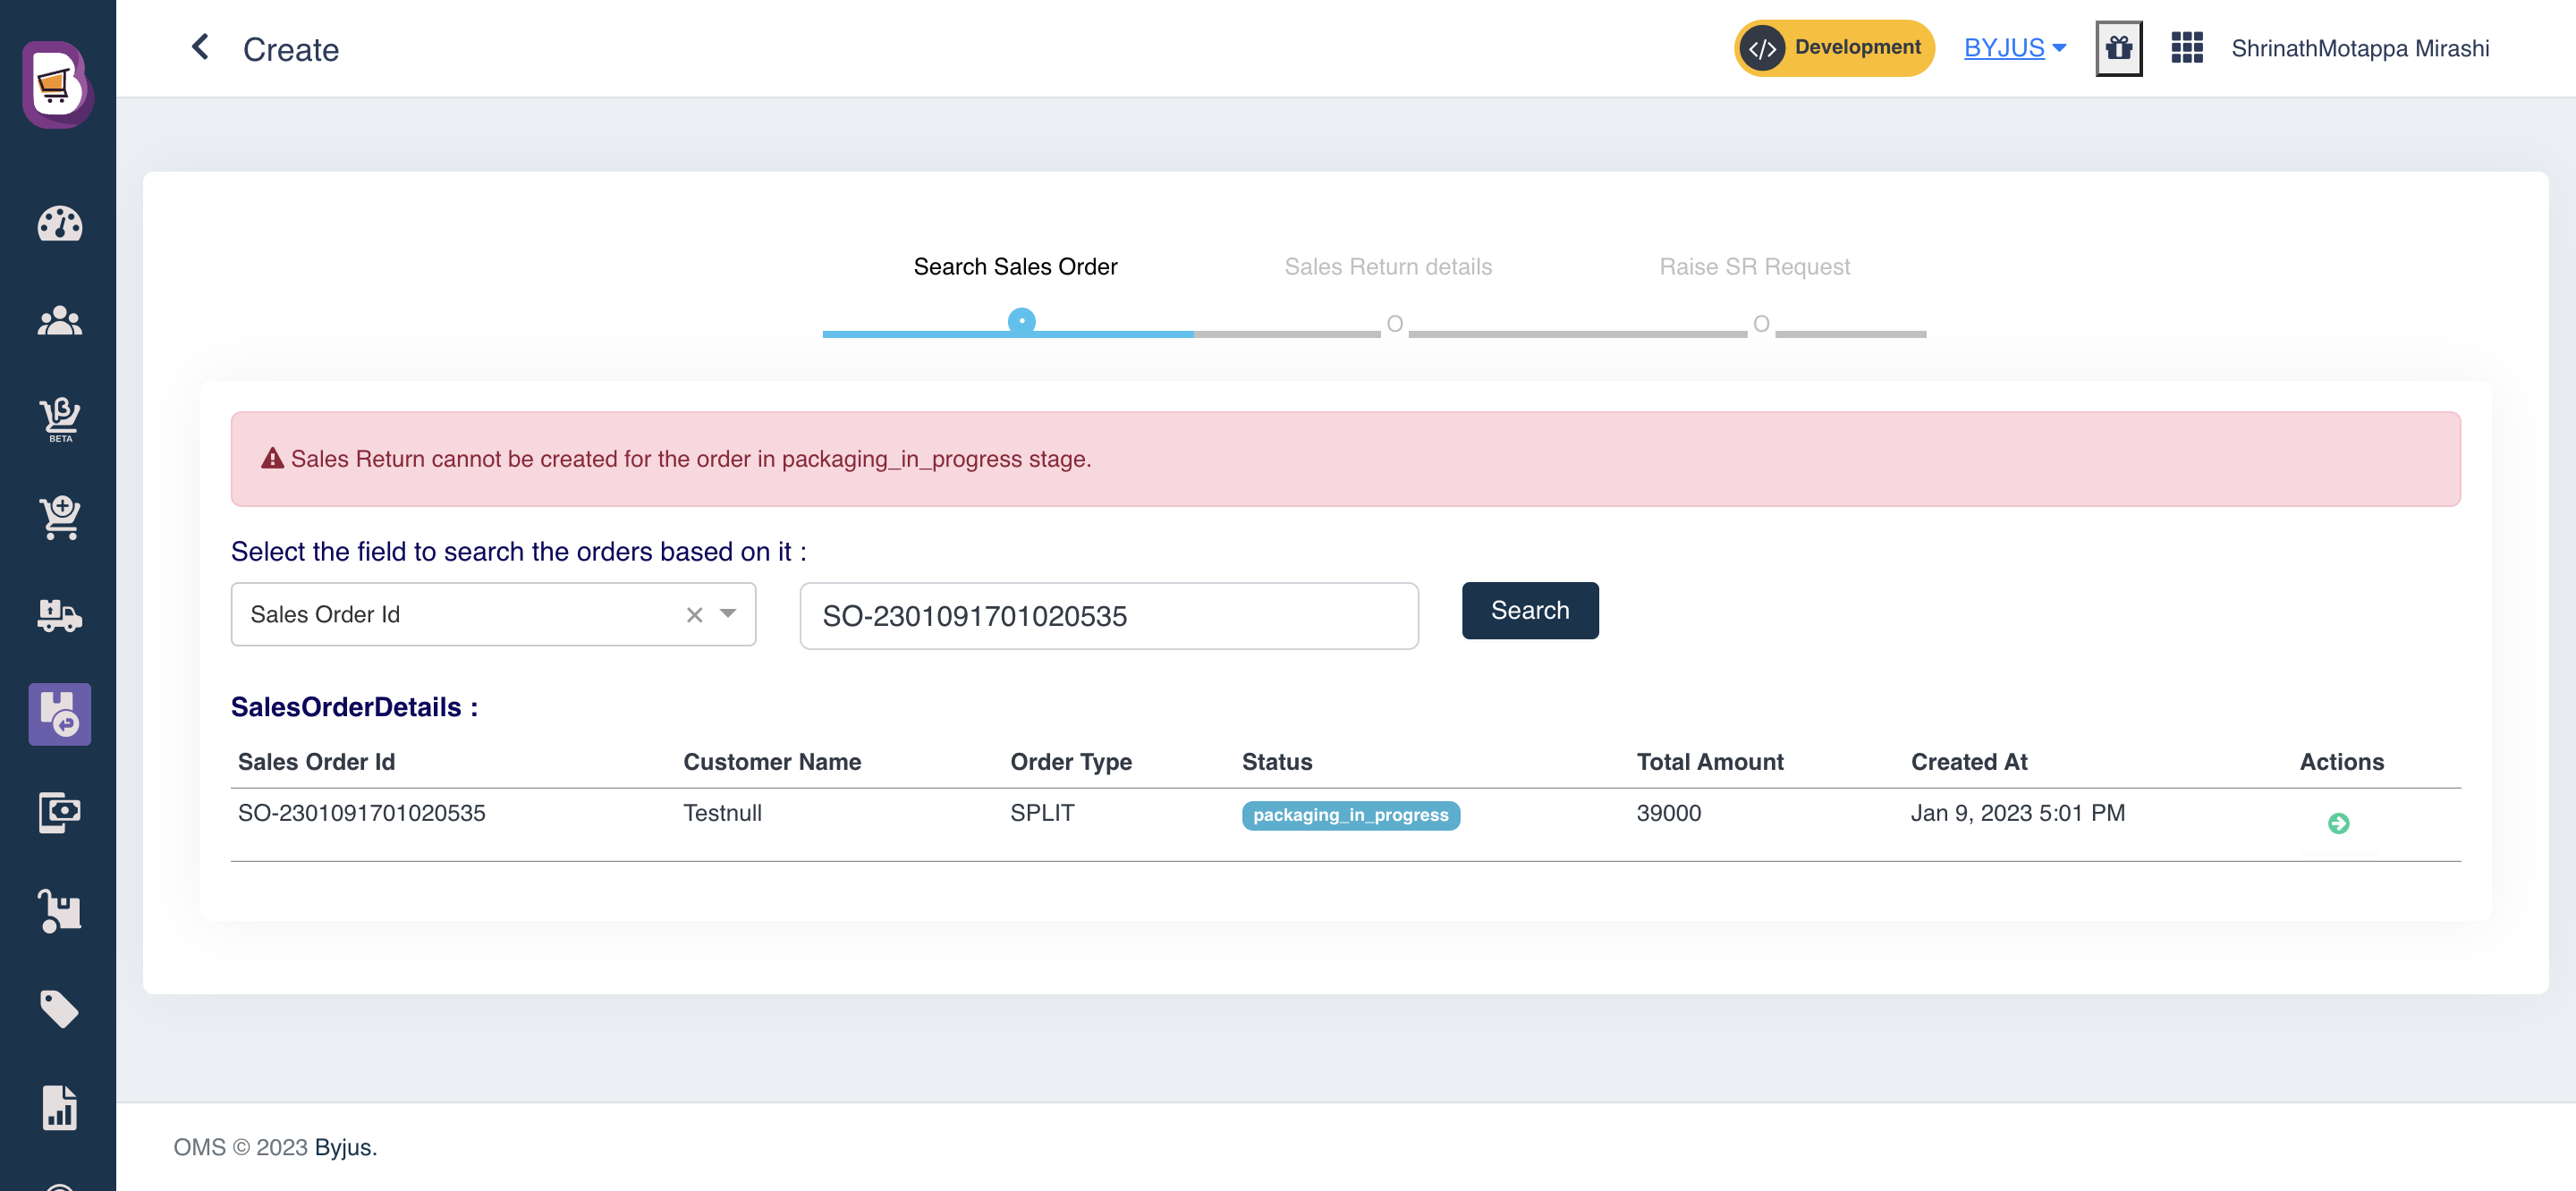 Create
Development
BYJUS
ShrinathMotappa Mirashi
Search Sales Order
Sales Return details
Raise SR Request
Sales Return cannot be created for the order in packaging_in_progress stage.
Select the field to search the orders based on it :
Sales Order Id
SO-2301091701020535
Search
SalesOrderDetails :
Sales Order Id Customer Name Order Type Status Total Amount Created At Actions
SO-2301091701020535 Testnull SPLIT packaging_in_progress 39000 Jan 9, 2023 5:01 PM
OMS © 2023 Byjus.
β
BETA